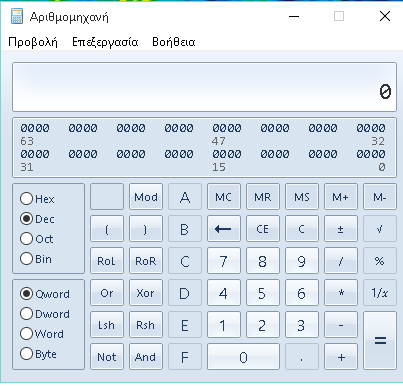 Αριθμομηχανή
Προβολή Επεξεργασία Βοήθεια
0
0000 0000 0000 0000 0000 0000 0000 0000
63 47 32
0000 0000 0000 0000 0000 0000 0000 0000
31 15 0
Hex Mod A MC MR MS M+ M-
Dec ( ) B ← CE C ± √
Oct
Bin RoL RoR C 7 8 9 / %
Qword Or Xor D 4 5 6 * 1/x
Dword
Word Lsh Rsh E 1 2 3 - =
Byte Not And F 0 . +